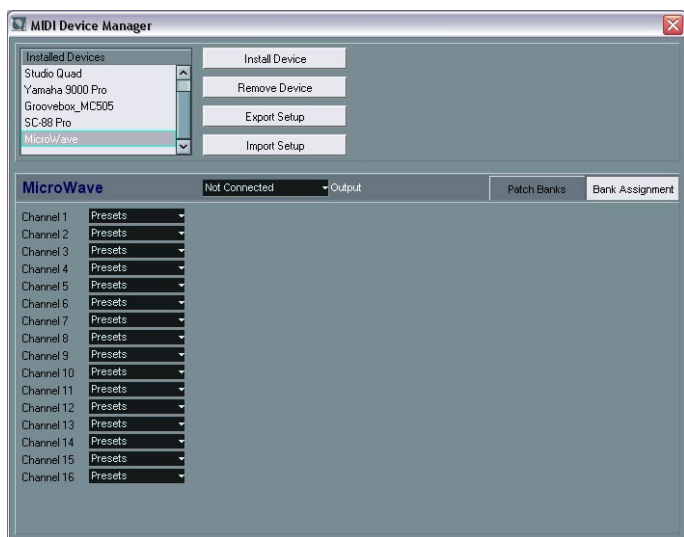 MIDI Device Manager
Installed Devices
Studio Quad
Yamaha 9000 Pro
Groovebox_MC505
SC-88 Pro
MicroWave
Install Device
Remove Device
Export Setup
Import Setup
MicroWave Not Connected Output Patch Banks Bank Assignment
Channel 1 Presets
Channel 2 Presets
Channel 3 Presets
Channel 4 Presets
Channel 5 Presets
Channel 6 Presets
Channel 7 Presets
Channel 8 Presets
Channel 9 Presets
Channel 10 Presets
Channel 11 Presets
Channel 12 Presets
Channel 13 Presets
Channel 14 Presets
Channel 15 Presets
Channel 16 Presets